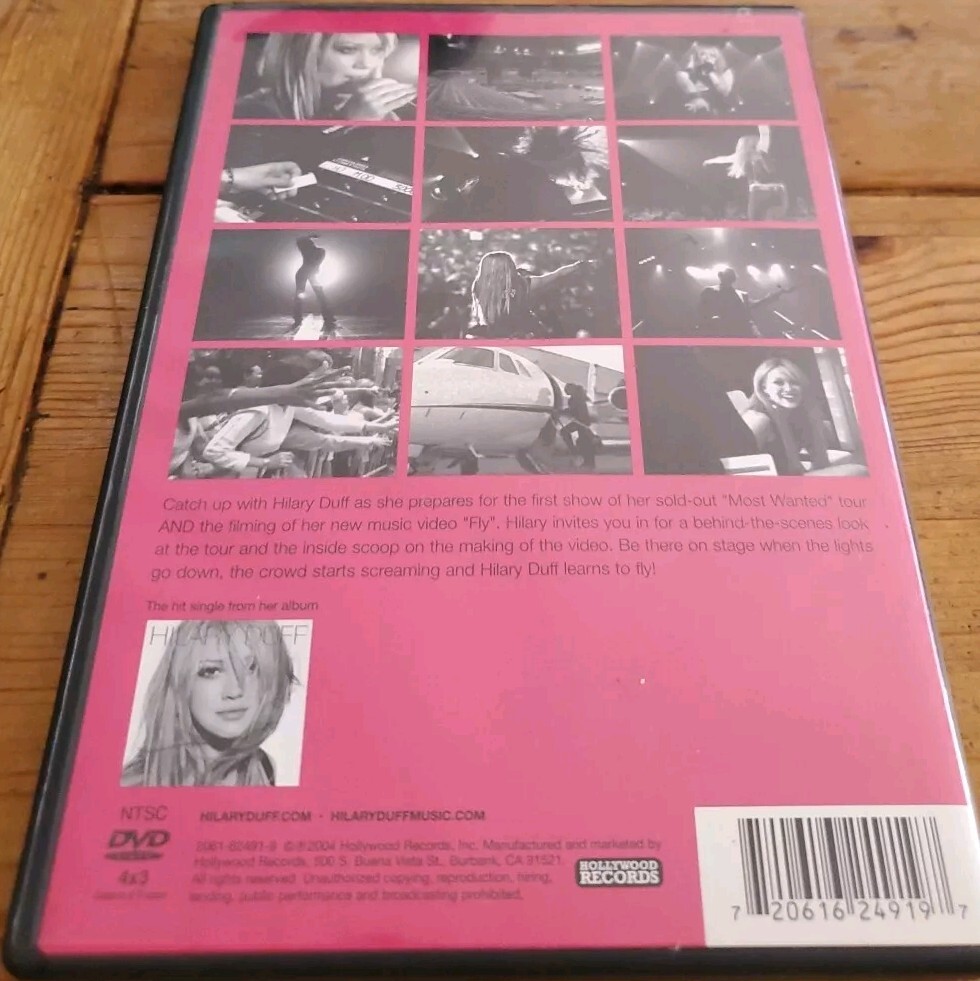 Catch up with Hilary Duff as she prepares for the first show of her sold-out "Most Wanted" tour
AND the filming of her new music video "Fly". Hilary invites you in for a behind-the-scenes look
at the tour and the inside scoop on the making of the video. Be there on stage when the lights
go down, the crowd starts screaming and Hilary Duff learns to fly!
The hit single from her album
HILARY DUFF
NTSC
HILARYDUFF.COM · HILARYDUFFMUSIC.COM
DVD
VIDEO
4x3
2061-62491-9 ©℗2004 Hollywood Records, Inc. Manufactured and marketed by
Hollywood Records, 500 S. Buena Vista St., Burbank, CA 91521.
All rights reserved. Unauthorized copying, reproduction, hiring,
lending, public performance and broadcasting prohibited.
HOLLYWOOD
RECORDS
7 20616 24919 7